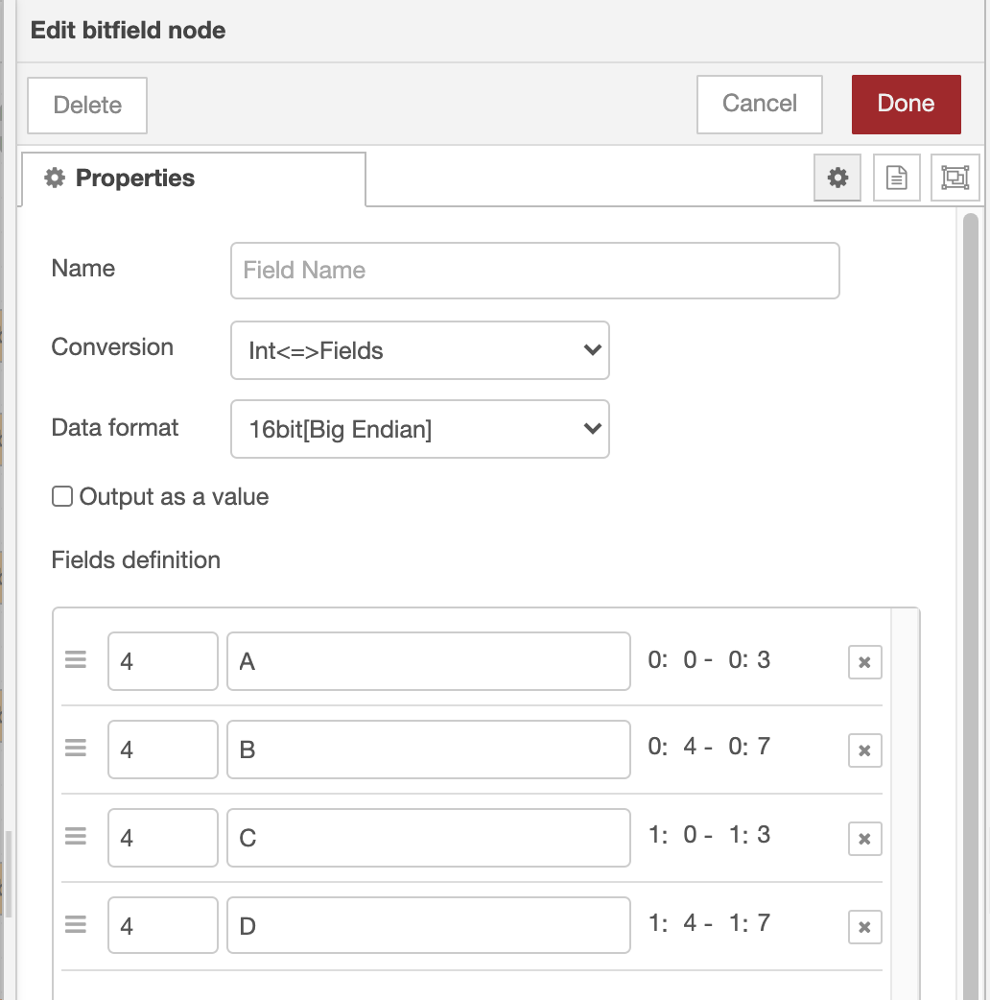 Edit bitfield node
Delete
Cancel
Done
Properties
Name
Field Name
Conversion
Int<=>Fields
Data format
16bit[Big Endian]
Output as a value
Fields definition
4 A 0: 0 - 0: 3
4 B 0: 4 - 0: 7
4 C 1: 0 - 1: 3
4 D 1: 4 - 1: 7